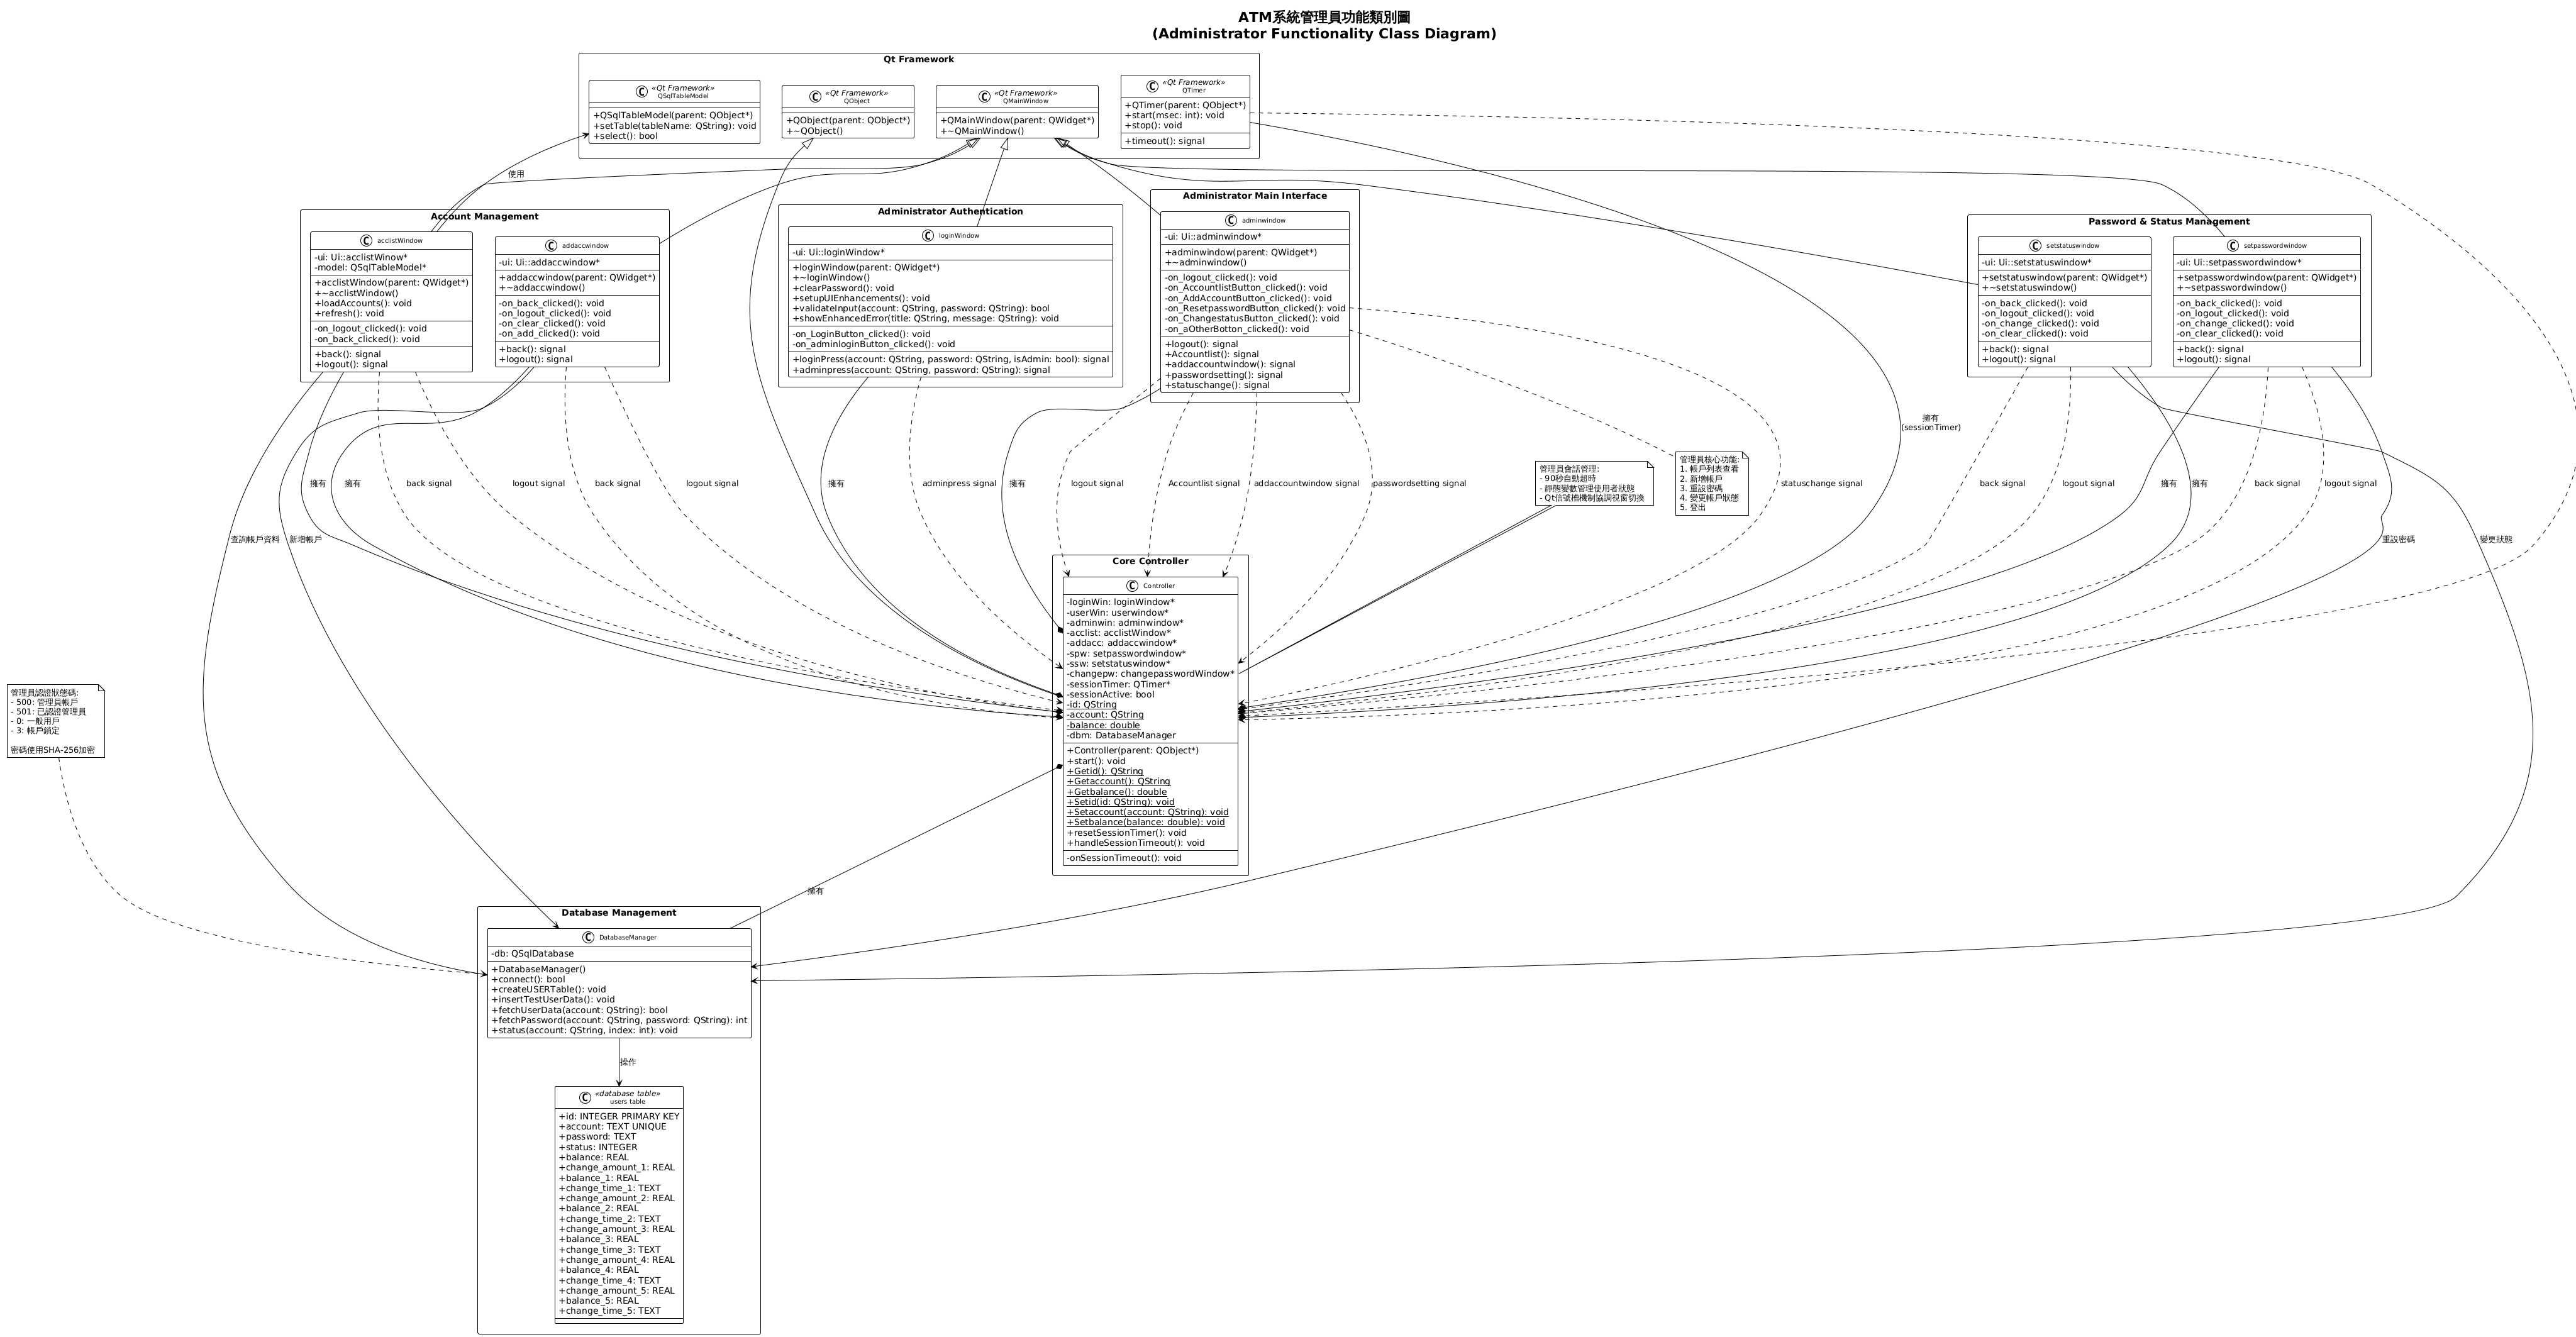 ATM系統管理員功能類別圖
(Administrator Functionality Class Diagram)
Qt Framework
«Qt Framework»
QSqlTableModel
+QSqlTableModel(parent: QObject*)
+setTable(tableName: QString): void
+select(): bool
«Qt Framework»
QObject
+QObject(parent: QObject*)
+~QObject()
«Qt Framework»
QMainWindow
+QMainWindow(parent: QWidget*)
+~QMainWindow()
«Qt Framework»
QTimer
+QTimer(parent: QObject*)
+start(msec: int): void
+stop(): void
+timeout(): signal
使用
Account Management
acclistWindow
-ui: Ui::acclistWinow*
-model: QSqlTableModel*
+acclistWindow(parent: QWidget*)
+~acclistWindow()
+loadAccounts(): void
+refresh(): void
-on_logout_clicked(): void
-on_back_clicked(): void
+back(): signal
+logout(): signal
addaccwindow
-ui: Ui::addaccwindow*
+addaccwindow(parent: QWidget*)
+~addaccwindow()
-on_back_clicked(): void
-on_logout_clicked(): void
-on_clear_clicked(): void
-on_add_clicked(): void
+back(): signal
+logout(): signal
Administrator Authentication
loginWindow
-ui: Ui::loginWindow*
+loginWindow(parent: QWidget*)
+~loginWindow()
+clearPassword(): void
+setupUIEnhancements(): void
+validateInput(account: QString, password: QString): bool
+showEnhancedError(title: QString, message: QString): void
-on_LoginButton_clicked(): void
-on_adminloginButton_clicked(): void
+loginPress(account: QString, password: QString, isAdmin: bool): signal
+adminpress(account: QString, password: QString): signal
Administrator Main Interface
adminwindow
-ui: Ui::adminwindow*
+adminwindow(parent: QWidget*)
+~adminwindow()
-on_logout_clicked(): void
-on_AccountlistButton_clicked(): void
-on_AddAccountButton_clicked(): void
-on_ResetpasswordButton_clicked(): void
-on_ChangestatusButton_clicked(): void
-on_aOtherBotton_clicked(): void
+logout(): signal
+Accountlist(): signal
+addaccountwindow(): signal
+passwordsetting(): signal
+statuschange(): signal
Password & Status Management
setstatuswindow
-ui: Ui::setstatuswindow*
+setstatuswindow(parent: QWidget*)
+~setstatuswindow()
-on_back_clicked(): void
-on_logout_clicked(): void
-on_change_clicked(): void
-on_clear_clicked(): void
+back(): signal
+logout(): signal
setpasswordwindow
-ui: Ui::setpasswordwindow*
+setpasswordwindow(parent: QWidget*)
+~setpasswordwindow()
-on_back_clicked(): void
-on_logout_clicked(): void
-on_change_clicked(): void
-on_clear_clicked(): void
+back(): signal
+logout(): signal
擁有
(sessionTimer)
管理員會話管理:
- 90秒自動超時
- 靜態變數管理使用者狀態
- Qt信號槽機制協調視窗切換
管理員核心功能:
1. 帳戶列表查看
2. 新增帳戶
3. 重設密碼
4. 變更帳戶狀態
5. 登出
擁有
擁有
back signal
logout signal
back signal
logout signal
擁有
adminpress signal
擁有
logout signal
Accountlist signal
addaccountwindow signal
passwordsetting signal
statuschange signal
back signal
logout signal
擁有
擁有
back signal
logout signal
查詢帳戶資料
新增帳戶
重設密碼
變更狀態
Core Controller
Controller
-loginWin: loginWindow*
-userWin: userwindow*
-adminwin: adminwindow*
-acclist: acclistWindow*
-addacc: addaccwindow*
-spw: setpasswordwindow*
-ssw: setstatuswindow*
-changepw: changepasswordWindow*
-sessionTimer: QTimer*
-sessionActive: bool
-id: QString
-account: QString
-balance: double
-dbm: DatabaseManager
+Controller(parent: QObject*)
+start(): void
+Getid(): QString
+Getaccount(): QString
+Getbalance(): double
+Setid(id: QString): void
+Setaccount(account: QString): void
+Setbalance(balance: double): void
+resetSessionTimer(): void
+handleSessionTimeout(): void
-onSessionTimeout(): void
管理員認證狀態碼:
- 500: 管理員帳戶
- 501: 已認證管理員
- 0: 一般用戶
- 3: 帳戶鎖定
密碼使用SHA-256加密
擁有
Database Management
DatabaseManager
-db: QSqlDatabase
+DatabaseManager()
+connect(): bool
+createUSERTable(): void
+insertTestUserData(): void
+fetchUserData(account: QString): bool
+fetchPassword(account: QString, password: QString): int
+status(account: QString, index: int): void
操作
«database table»
users table
+id: INTEGER PRIMARY KEY
+account: TEXT UNIQUE
+password: TEXT
+status: INTEGER
+balance: REAL
+change_amount_1: REAL
+balance_1: REAL
+change_time_1: TEXT
+change_amount_2: REAL
+balance_2: REAL
+change_time_2: TEXT
+change_amount_3: REAL
+balance_3: REAL
+change_time_3: TEXT
+change_amount_4: REAL
+balance_4: REAL
+change_time_4: TEXT
+change_amount_5: REAL
+balance_5: REAL
+change_time_5: TEXT